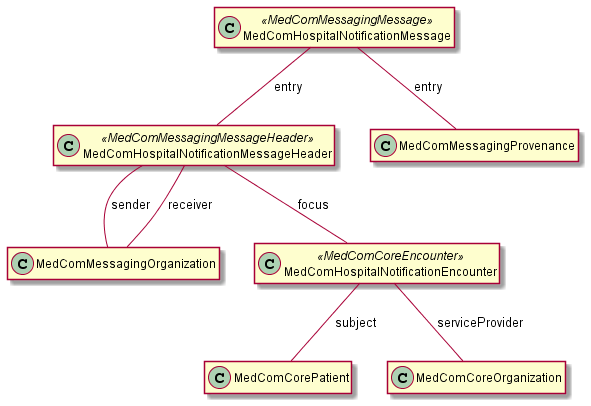 C
«MedComMessagingMessage»
MedComHospitalNotificationMessage
entry
entry
C
«MedComMessagingMessageHeader»
MedComHospitalNotificationMessageHeader
C
MedComMessagingProvenance
sender
receiver
focus
C
MedComMessagingOrganization
C
«MedComCoreEncounter»
MedComHospitalNotificationEncounter
subject
serviceProvider
C
MedComCorePatient
C
MedComCoreOrganization